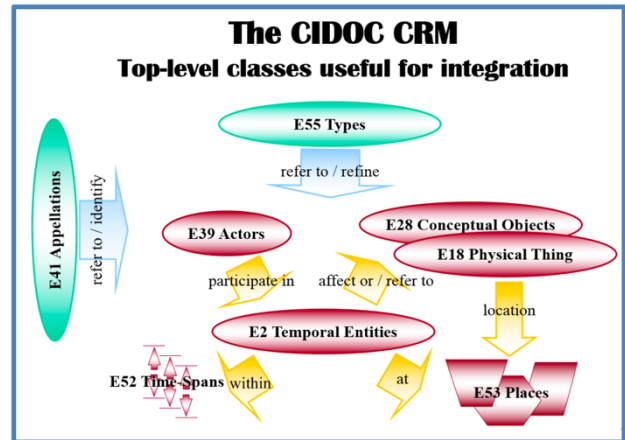 The CIDOC CRM
Top-level classes useful for integration
E55 Types
refer to / refine
E41 Appellations
refer to / identify
E39 Actors
E28 Conceptual Objects
E18 Physical Thing
participate in
affect or / refer to
location
E2 Temporal Entities
E52 Time-Spans
within
at
E53 Places